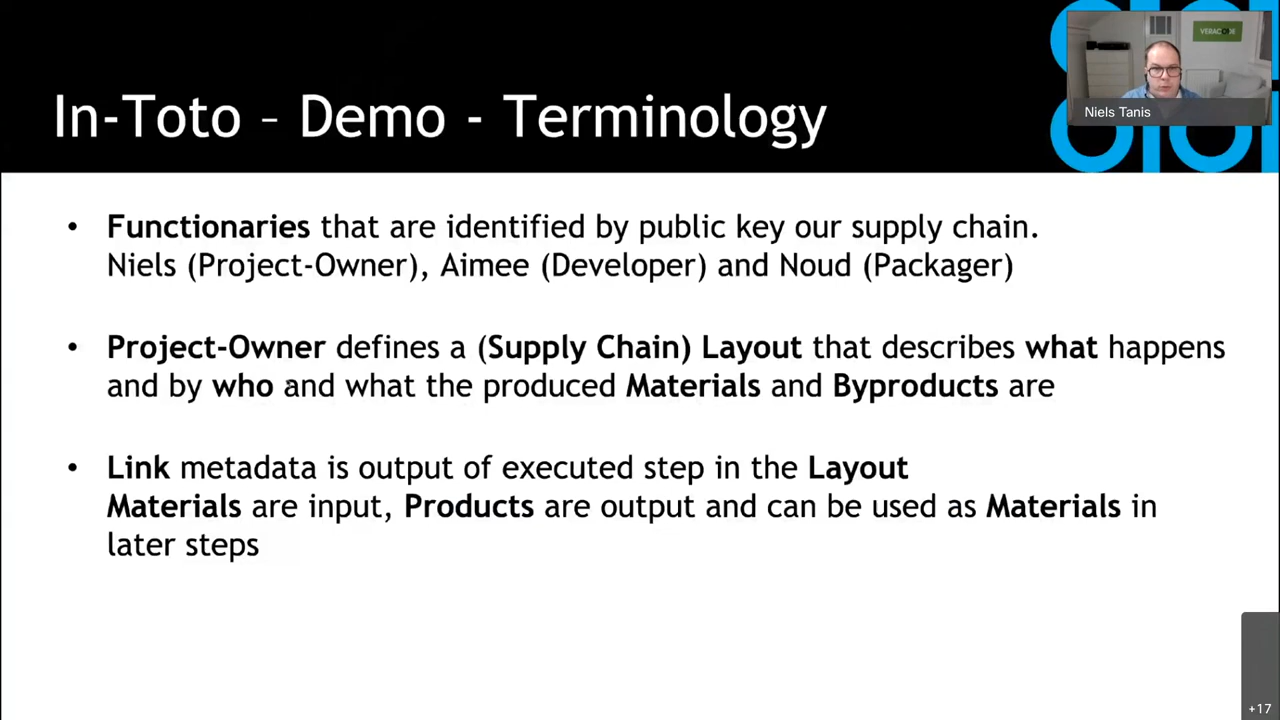 In-Toto – Demo - Terminology
VERACODE
Niels Tanis
• Functionaries that are identified by public key our supply chain.
Niels (Project-Owner), Aimee (Developer) and Noud (Packager)
• Project-Owner defines a (Supply Chain) Layout that describes what happens
and by who and what the produced Materials and Byproducts are
• Link metadata is output of executed step in the Layout
Materials are input, Products are output and can be used as Materials in
later steps
+17